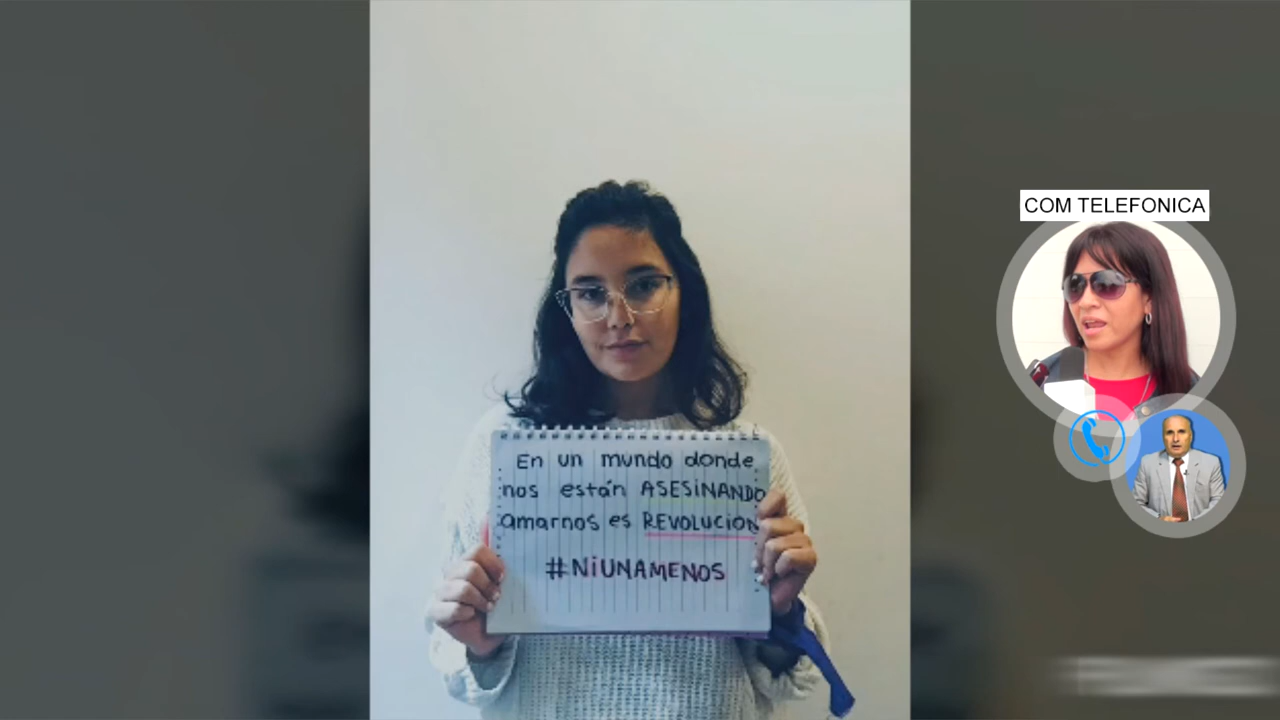 COM TELEFONICA
En un mundo donde
nos están ASESINANDO
amarnos es REVOLUCION
#NiUNAMENOS